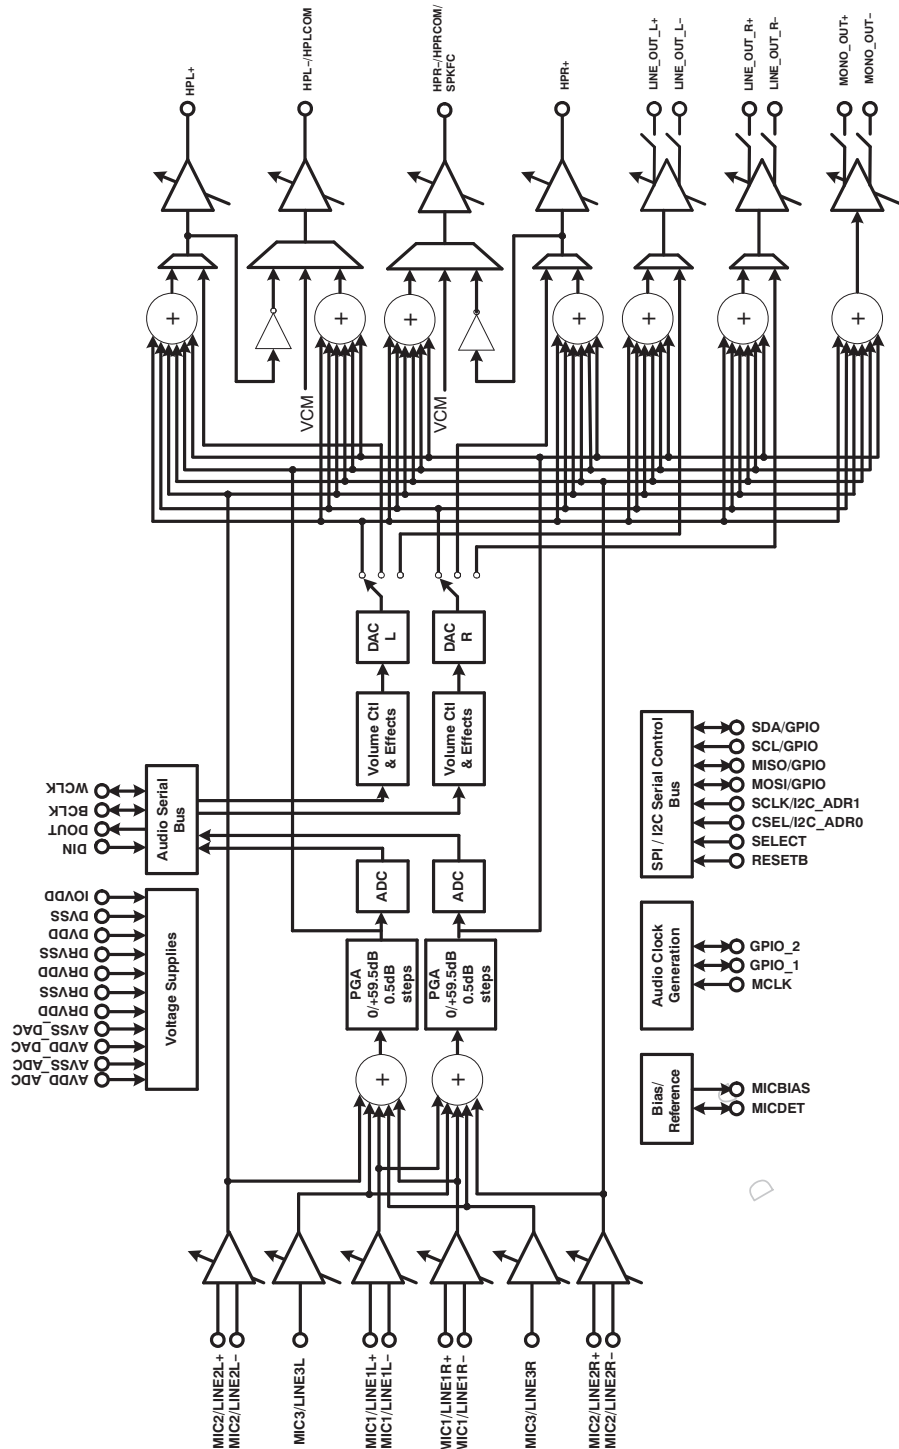 HPL+
HPL−/HPLCOM
HPR−/HPRCOM/
SPKFC
HPR+
LINE_OUT_L+
LINE_OUT_L−
LINE_OUT_R+
LINE_OUT_R−
MONO_OUT+
MONO_OUT−
+
+
+
+
+
+
+
VCM
VCM
DAC
L
DAC
R
Volume Ctl
& Effects
Volume Ctl
& Effects
WCLK
BCLK
DOUT
DIN
Audio Serial
Bus
ADC
ADC
IOVDD
DVSS
DVDD
DRVSS
DRVDD
DRVSS
DRVDD
AVSS_DAC
AVDD_DAC
AVSS_ADC
AVDD_ADC
Voltage Supplies
PGA
0/+59.5dB
0.5dB
steps
PGA
0/+59.5dB
0.5dB
steps
+
+
SPI / I2C Serial Control
Bus
SDA/GPIO
SCL/GPIO
MISO/GPIO
MOSI/GPIO
SCLK/I2C_ADR1
CSEL/I2C_ADR0
SELECT
RESETB
Audio Clock
Generation
GPIO_2
GPIO_1
MCLK
Bias/
Reference
MICBIAS
MICDET
D
MIC2/LINE2L+
MIC2/LINE2L−
MIC3/LINE3L
MIC1/LINE1L+
MIC1/LINE1L−
MIC1/LINE1R+
MIC1/LINE1R−
MIC3/LINE3R
MIC2/LINE2R+
MIC2/LINE2R−